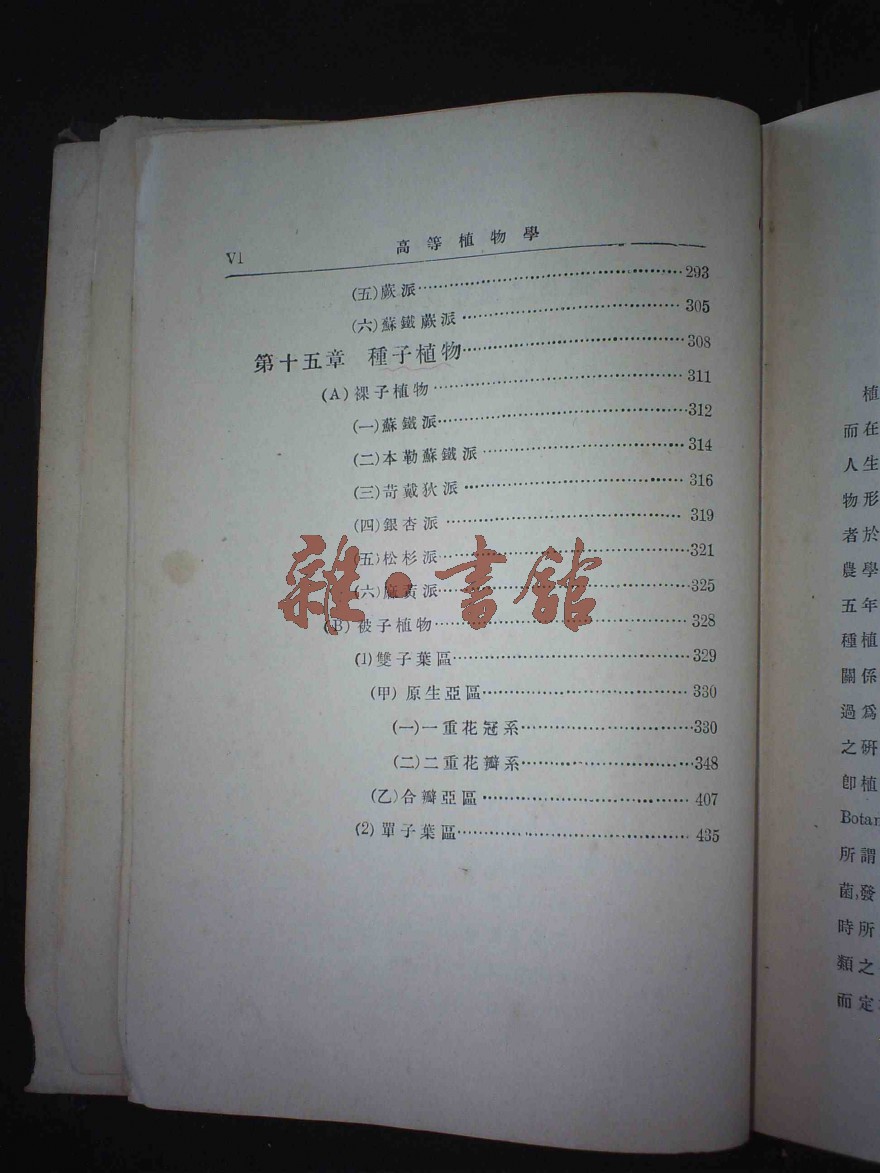 VI 高等植物學
(五)蕨派……293
(六)蘇鐵蕨派……305
第十五章 種子植物……308
(A)裸子植物……311
(一)蘇鐵派……312
(二)本勒蘇鐵派……314
(三)苛戴狄派……316
(四)銀杏派……319
(五)松杉派……321
(六)麻黃派……325
(B)被子植物……328
(1)雙子葉區……329
(甲)原生亞區……330
(一)一重花冠系……330
(二)二重花瓣系……348
(乙)合瓣亞區……407
(2)單子葉區……435
雜·書館
植
而在
人生
物形
者於
農學
五年
種植
關係
過爲
之研
卽植
Botan
所謂
菌,發
時所
類之
而定